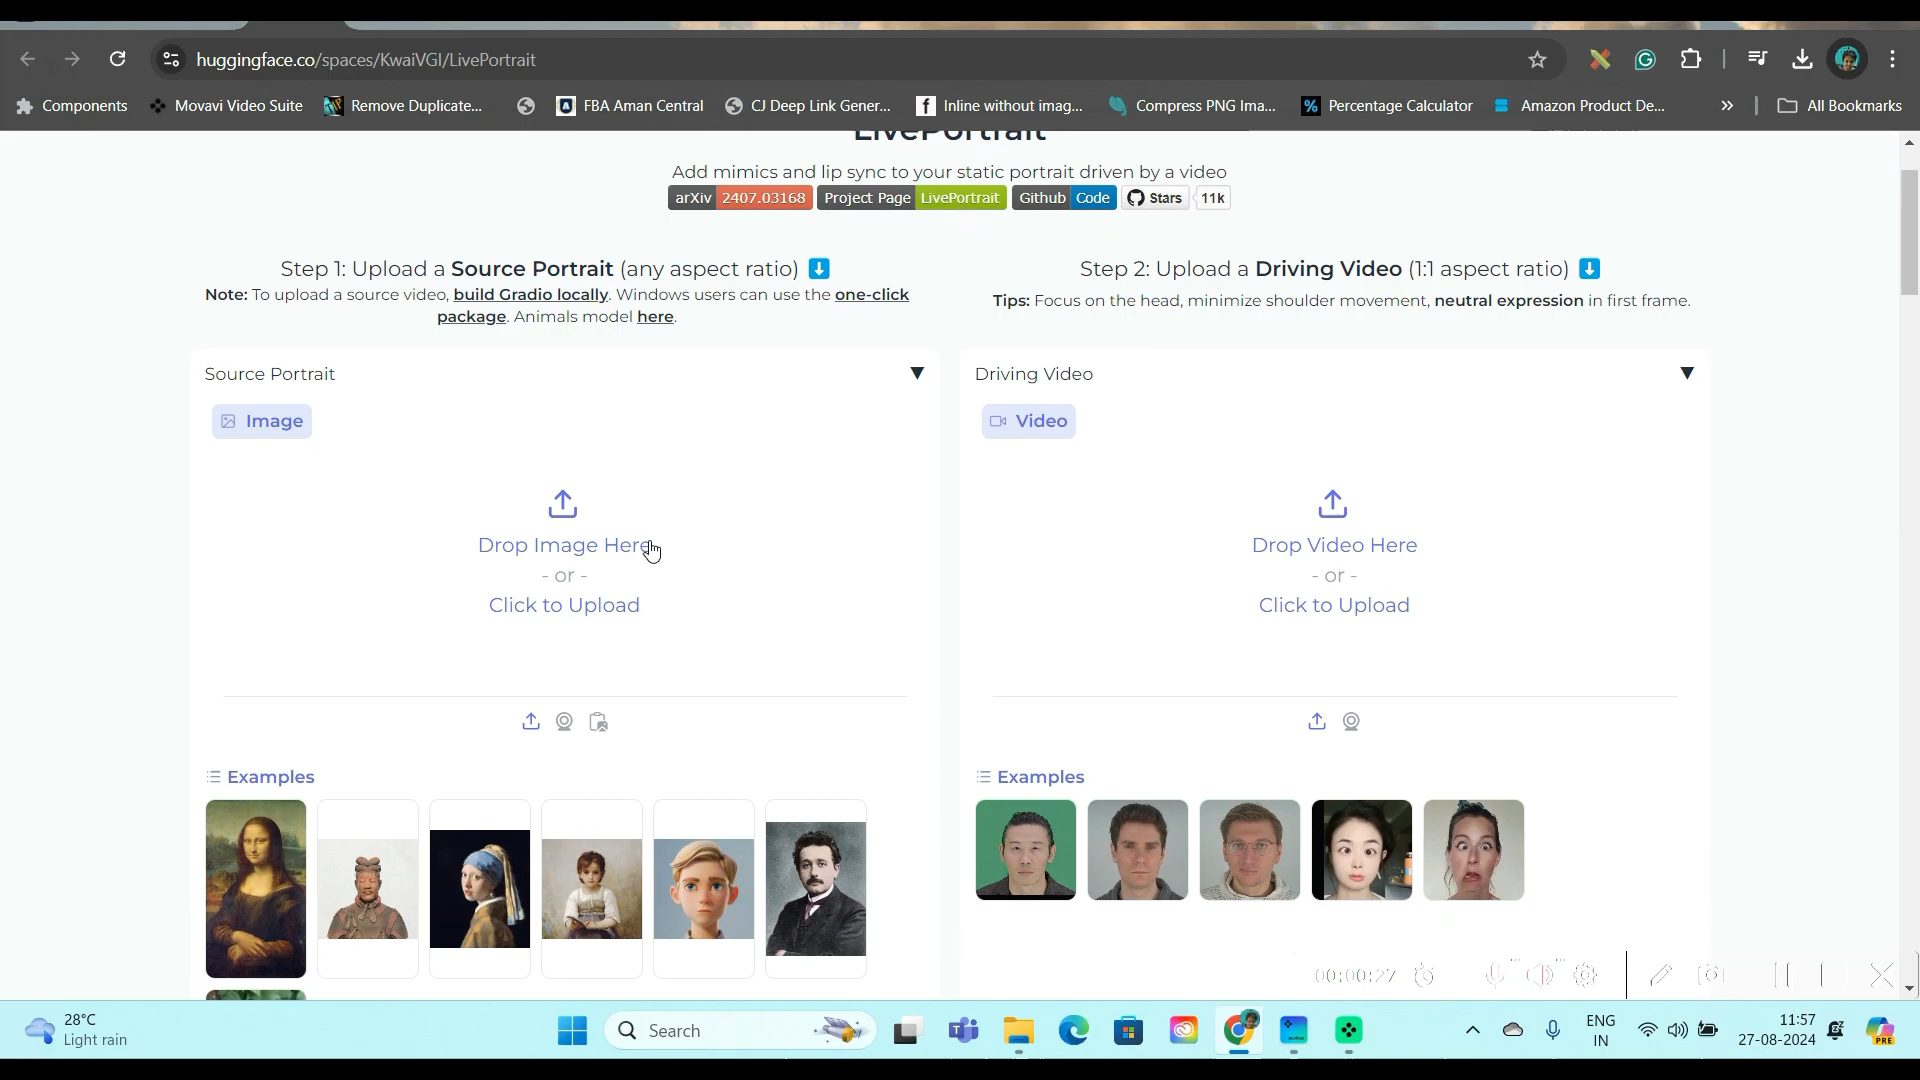 huggingface.co/spaces/KwaiVGI/LivePortrait
Components
Movavi Video Suite
Remove Duplicate...
FBA Aman Central
CJ Deep Link Gener...
Inline without imag...
Compress PNG Ima...
Percentage Calculator
Amazon Product De...
All Bookmarks
LivePortrait
Add mimics and lip sync to your static portrait driven by a video
arXiv 2407.03168 Project Page LivePortrait Github Code Stars 11k
Step 1: Upload a Source Portrait (any aspect ratio)
Note: To upload a source video, build Gradio locally. Windows users can use the one-click
package. Animals model here.
Step 2: Upload a Driving Video (1:1 aspect ratio)
Tips: Focus on the head, minimize shoulder movement, neutral expression in first frame.
Source Portrait
Image
Drop Image Here
- or -
Click to Upload
Examples
Driving Video
Video
Drop Video Here
- or -
Click to Upload
Examples
00:00:27
28°C
Light rain
Search
ENG
IN
11:57
27-08-2024
PRE